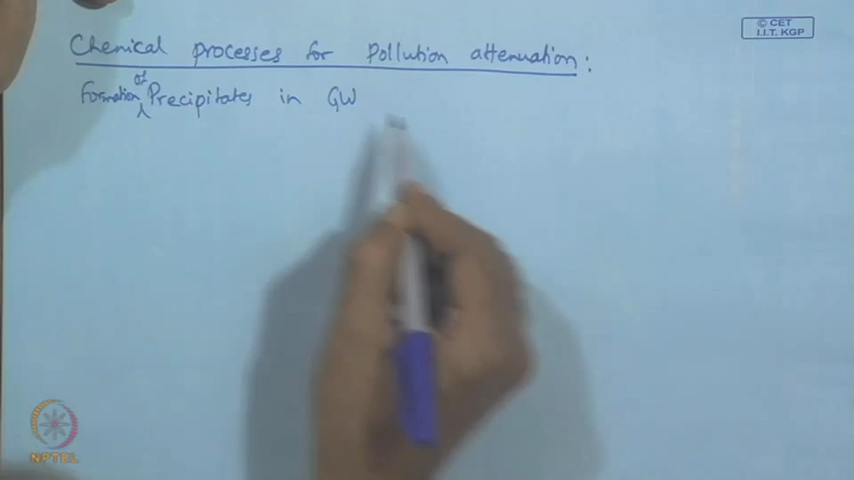 © CET
I.I.T. KGP
Chemical processes for Pollution attenuation:
Formation of Precipitates in GW
NPTEL